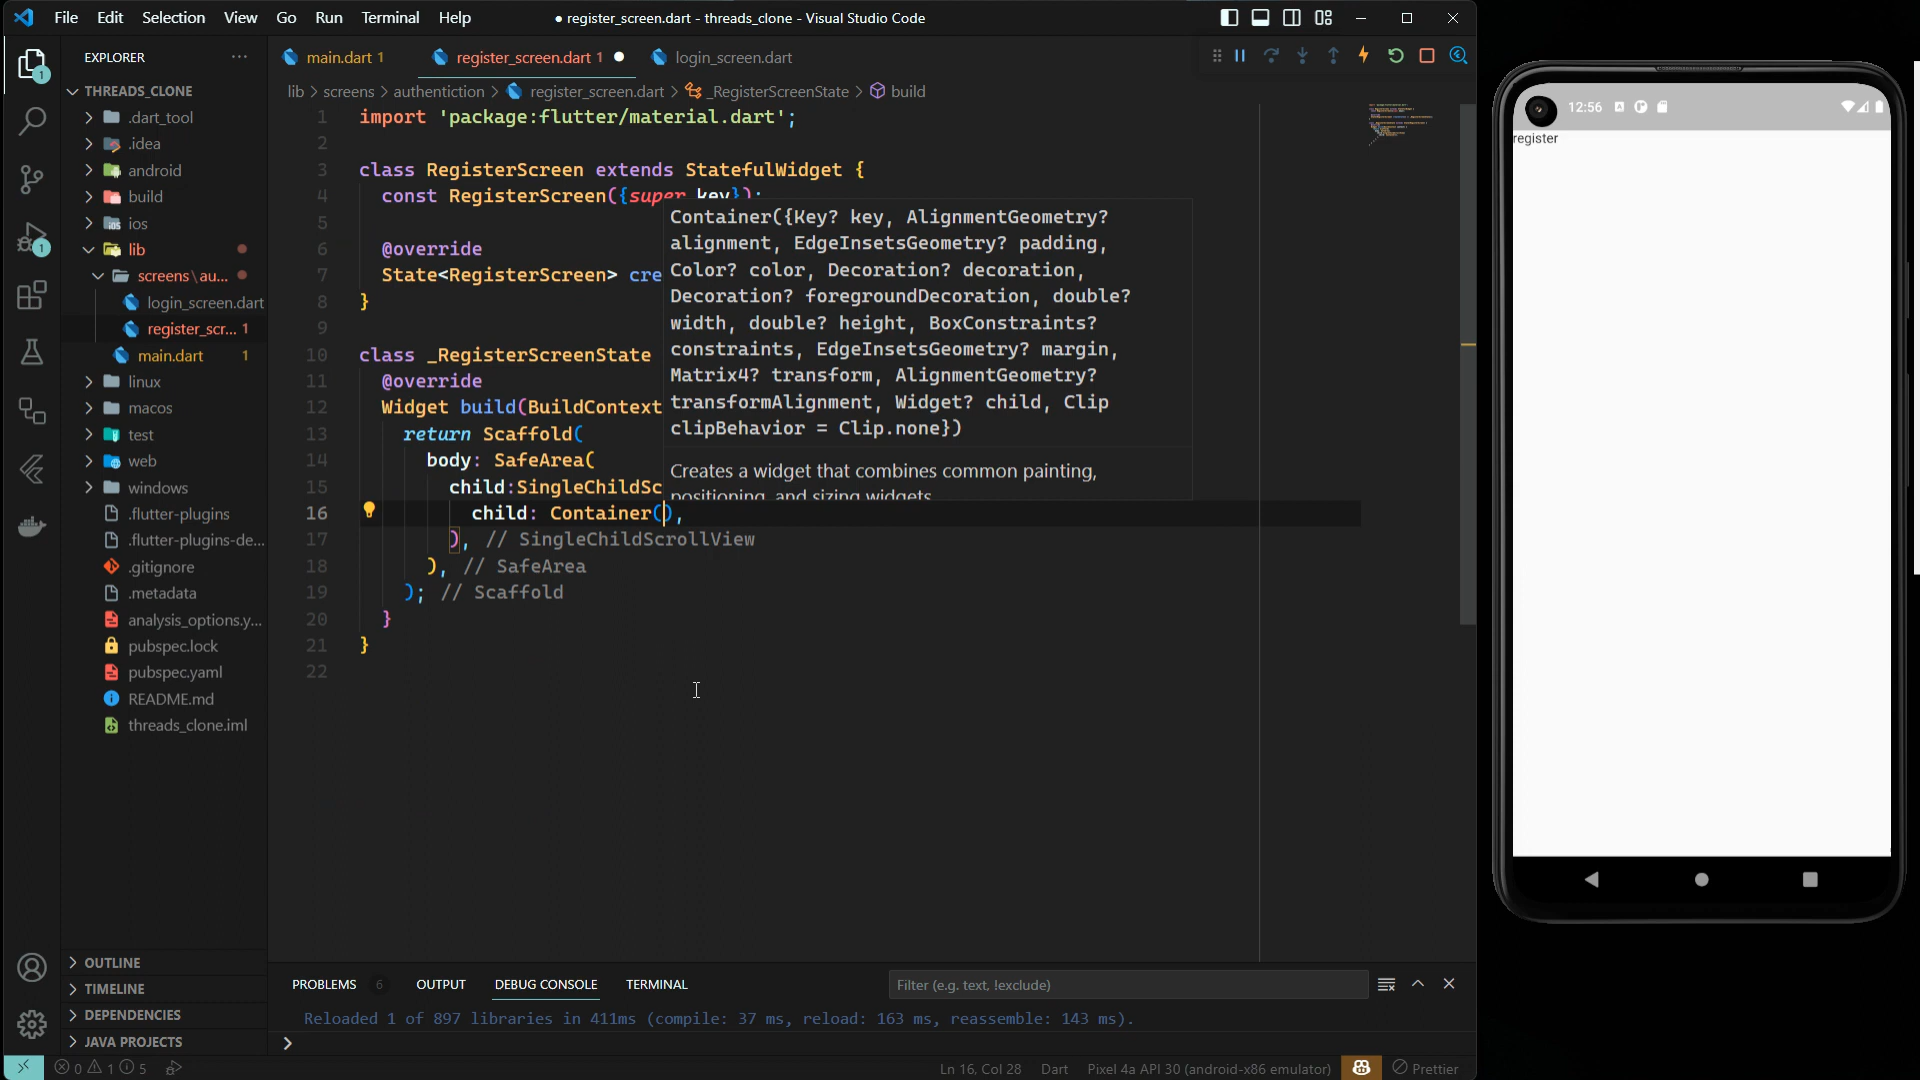 File Edit Selection View Go Run Terminal Help
● register_screen.dart - threads_clone - Visual Studio Code
EXPLORER
main.dart 1
register_screen.dart 1
login_screen.dart
lib > screens > authentiction > register_screen.dart > _RegisterScreenState > build
1
THREADS_CLONE
.dart_tool
.idea
android
build
ios
lib
screens\au...
login_screen.dart
register_scr... 1
main.dart 1
linux
macos
test
web
windows
.flutter-plugins
.flutter-plugins-de...
.gitignore
.metadata
analysis_options.y...
pubspec.lock
pubspec.yaml
README.md
threads_clone.iml
1
OUTLINE
TIMELINE
DEPENDENCIES
JAVA PROJECTS
1 import 'package:flutter/material.dart';
2
3 class RegisterScreen extends StatefulWidget {
4 const RegisterScreen({super.key});
5
6 @override
7 State<RegisterScreen> cre
8 }
9
10 class _RegisterScreenState
11 @override
12 Widget build(BuildContext
13 return Scaffold(
14 body: SafeArea(
15 child:SingleChildSc
16 child: Container(),
17 ), // SingleChildScrollView
18 ), // SafeArea
19 ); // Scaffold
20 }
21 }
22
Container({Key? key, AlignmentGeometry?
alignment, EdgeInsetsGeometry? padding,
Color? color, Decoration? decoration,
Decoration? foregroundDecoration, double?
width, double? height, BoxConstraints?
constraints, EdgeInsetsGeometry? margin,
Matrix4? transform, AlignmentGeometry?
transformAlignment, Widget? child, Clip
clipBehavior = Clip.none})
Creates a widget that combines common painting,
positioning, and sizing widgets.
PROBLEMS 6 OUTPUT DEBUG CONSOLE TERMINAL
Filter (e.g. text, !exclude)
Reloaded 1 of 897 libraries in 411ms (compile: 37 ms, reload: 163 ms, reassemble: 143 ms).
>
0 1 5
Ln 16, Col 28 Dart Pixel 4a API 30 (android-x86 emulator) Prettier
12:56
register